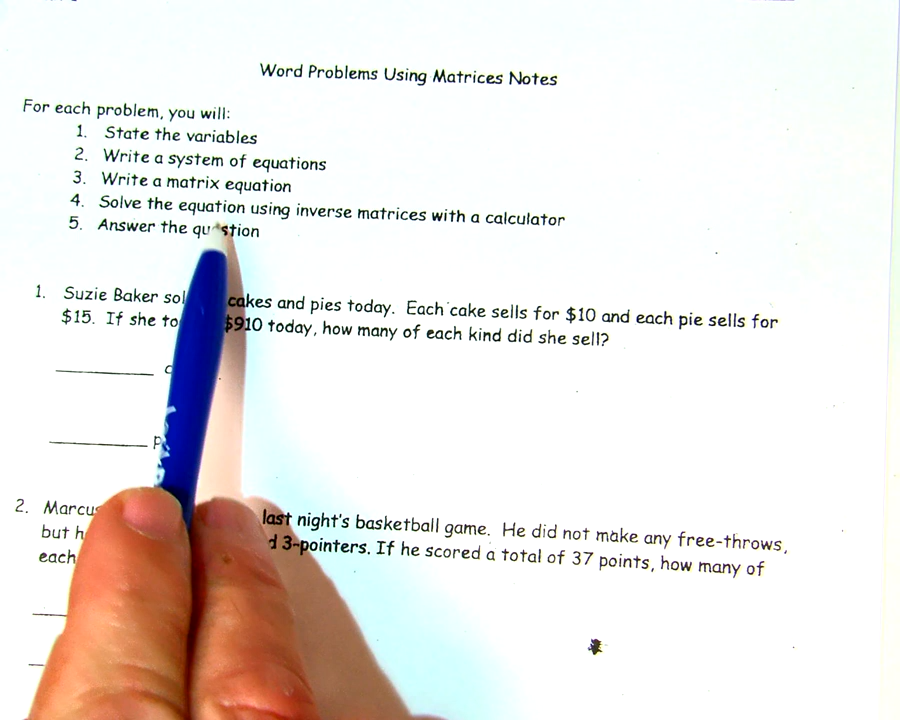 Word Problems Using Matrices Notes
For each problem, you will:
1. State the variables
2. Write a system of equations
3. Write a matrix equation
4. Solve the equation using inverse matrices with a calculator
5. Answer the question
1. Suzie Baker sol cakes and pies today. Each cake sells for $10 and each pie sells for
$15. If she to $910 today, how many of each kind did she sell?
2. Marcus last night's basketball game. He did not make any free-throws,
but h d 3-pointers. If he scored a total of 37 points, how many of
each